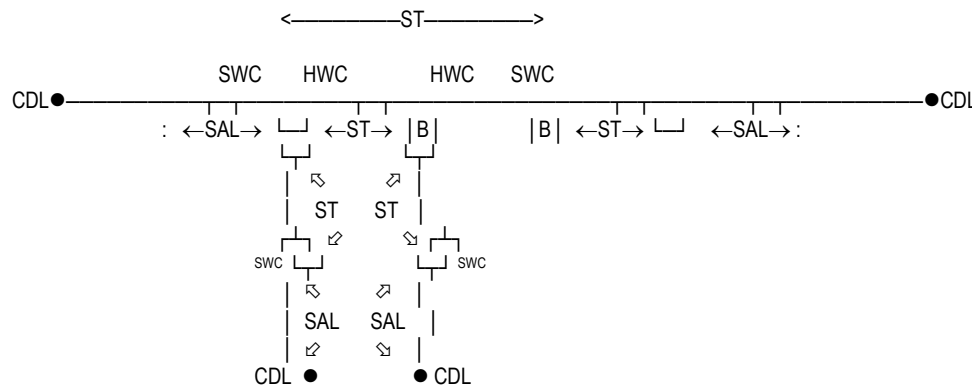 <————ST————>
SWC HWC HWC SWC
CDL ● ● CDL
: ←SAL→ ←ST→ |B| |B| ←ST→ ←SAL→ :
ST ST
SWC SWC
SAL SAL
CDL ● ● CDL